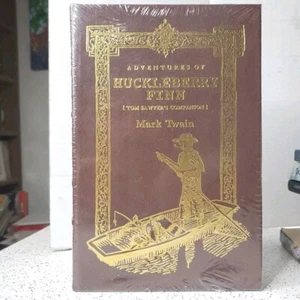 ADVENTURES OF
HUCKLEBERRY
FINN
[TOM SAWYER'S COMPANION]
Mark Twain